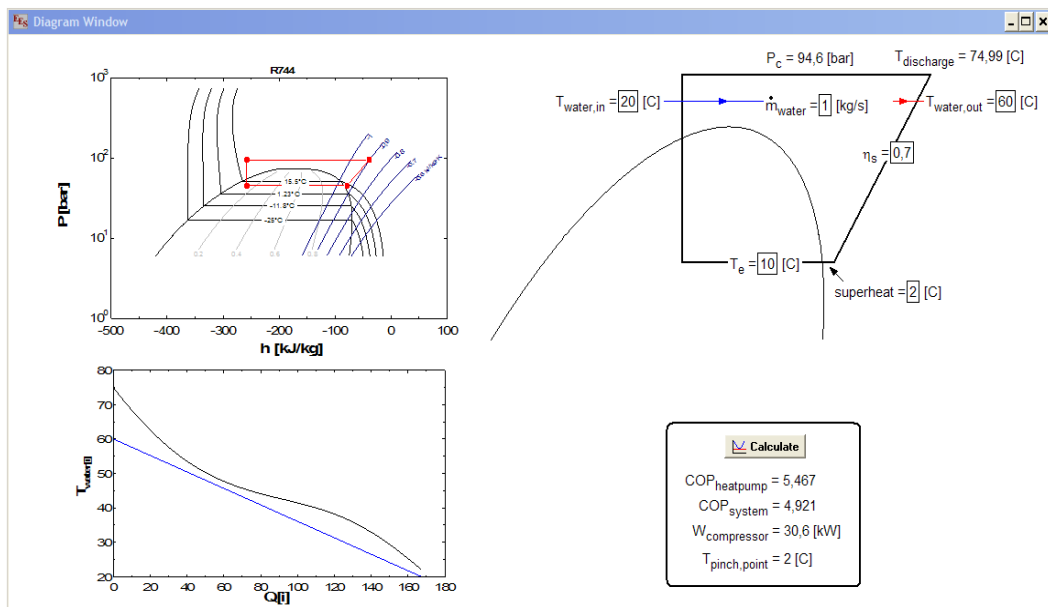 Diagram Window
R744
10³
10²
10¹
10⁰
P [bar]
15.5°C
1.23°C
-11.8°C
-25°C
0.2 0.4 0.6 0.8
-500 -400 -300 -200 -100 0 100
h [kJ/kg]
P_c = 94,6 [bar]
T_discharge = 74,99 [C]
T_water,in = 20 [C]
ṁ_water = 1 [kg/s]
T_water,out = 60 [C]
η_s = 0,7
T_e = 10 [C]
superheat = 2 [C]
80
70
60
50
40
30
20
T_water[i]
0 20 40 60 80 100 120 140 160 180
Q[i]
Calculate
COP_heatpump = 5,467
COP_system = 4,921
W_compressor = 30,6 [kW]
T_pinch,point = 2 [C]